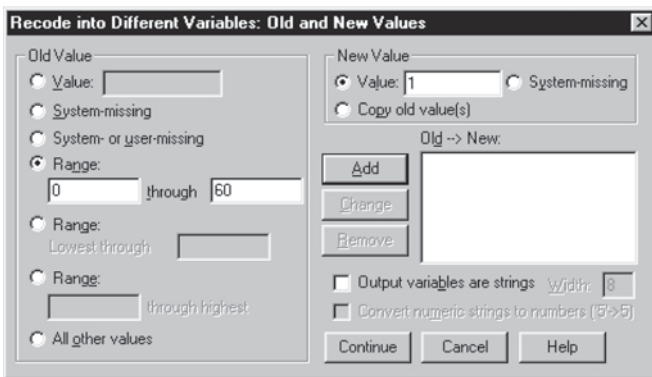 Recode into Different Variables: Old and New Values
Old Value
Value:
System-missing
System- or user-missing
Range:
0 through 60
Range:
Lowest through
Range:
through highest
All other values
New Value
Value: 1 System-missing
Copy old value(s)
Old --> New:
Add
Change
Remove
Output variables are strings Width: 8
Convert numeric strings to numbers ('5'->5)
Continue Cancel Help